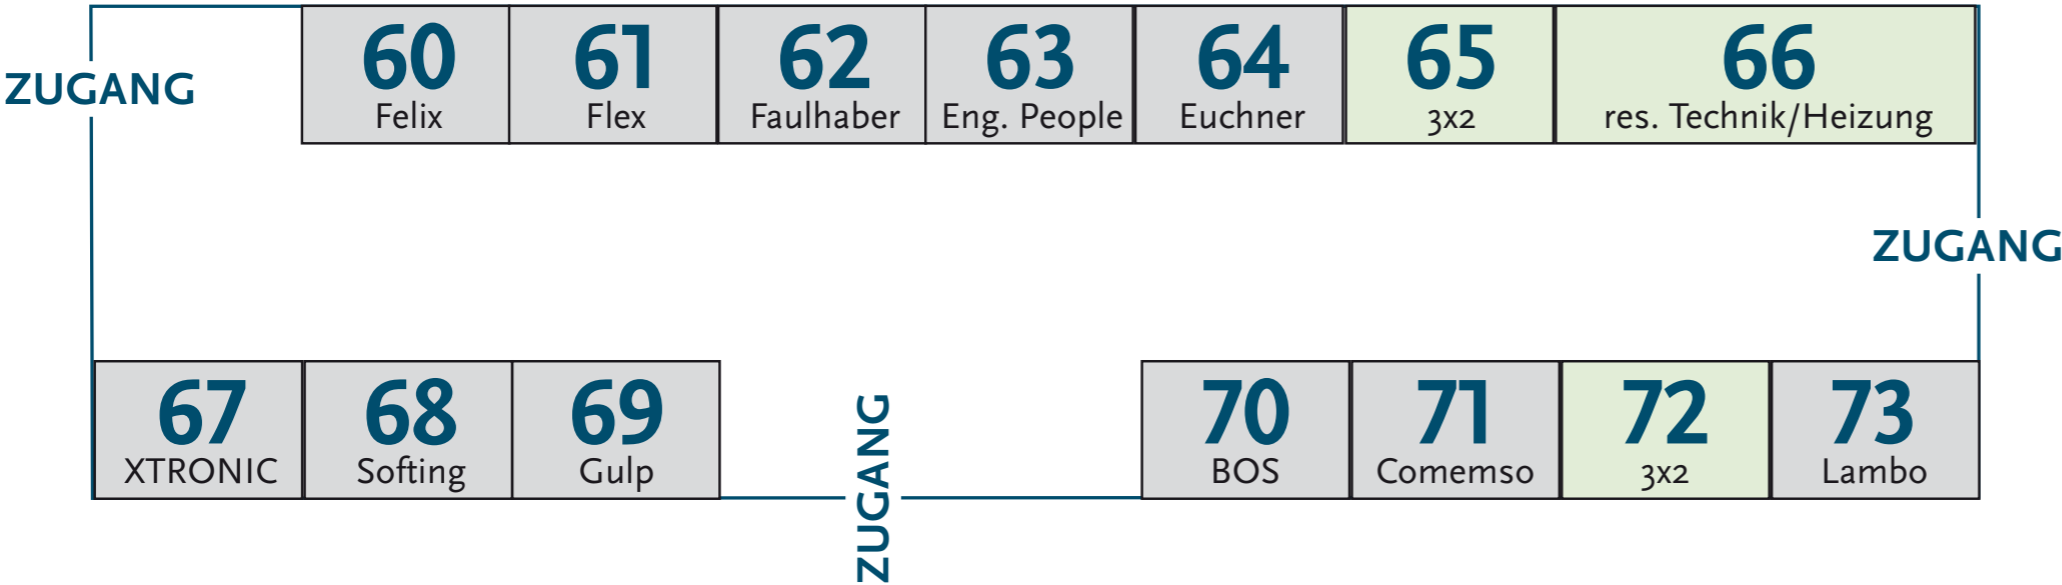 60 61 62 63 64 65 66
ZUGANG
Felix Flex Faulhaber Eng. People Euchner 3x2 res. Technik/Heizung
ZUGANG
67 68 69 70 71 72 73
XTRONIC Softing Gulp BOS Comemso 3x2 Lambo
ZUGANG